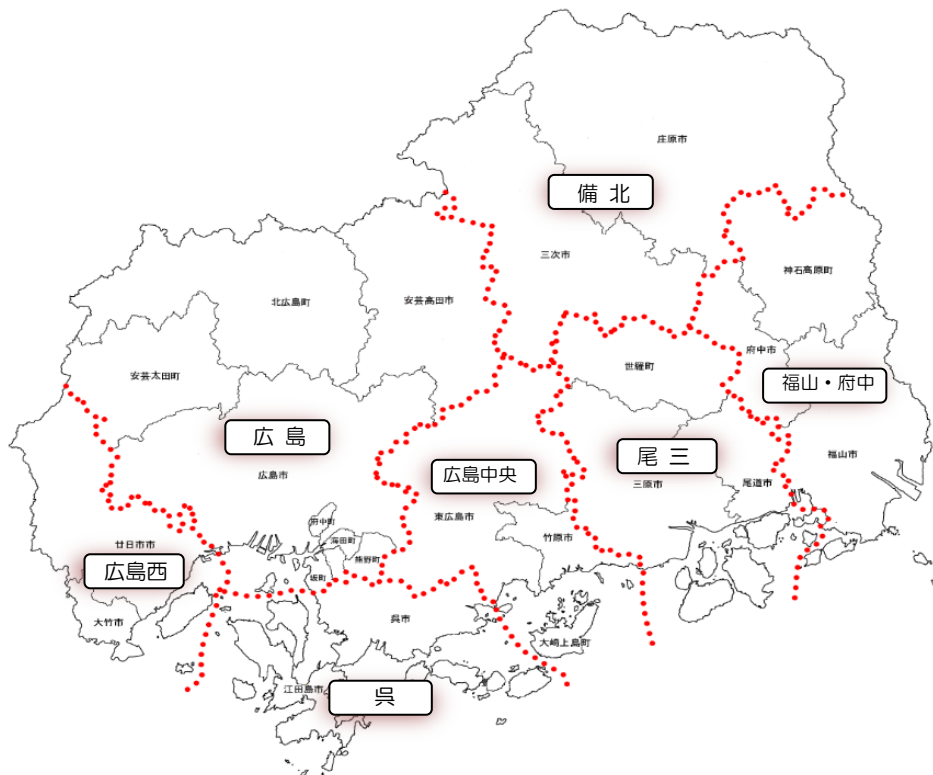 庄原市
備 北
三次市
神石高原町
北広島町
安芸高田市
府中市
世羅町
安芸太田町
福山・府中
広 島
尾 三
福山市
広島中央
広島市
三原市
尾道市
東広島市
府中町
海田町
竹原市
廿日市市
熊野町
広島西
坂町
呉市
大竹市
大崎上島町
江田島市
呉